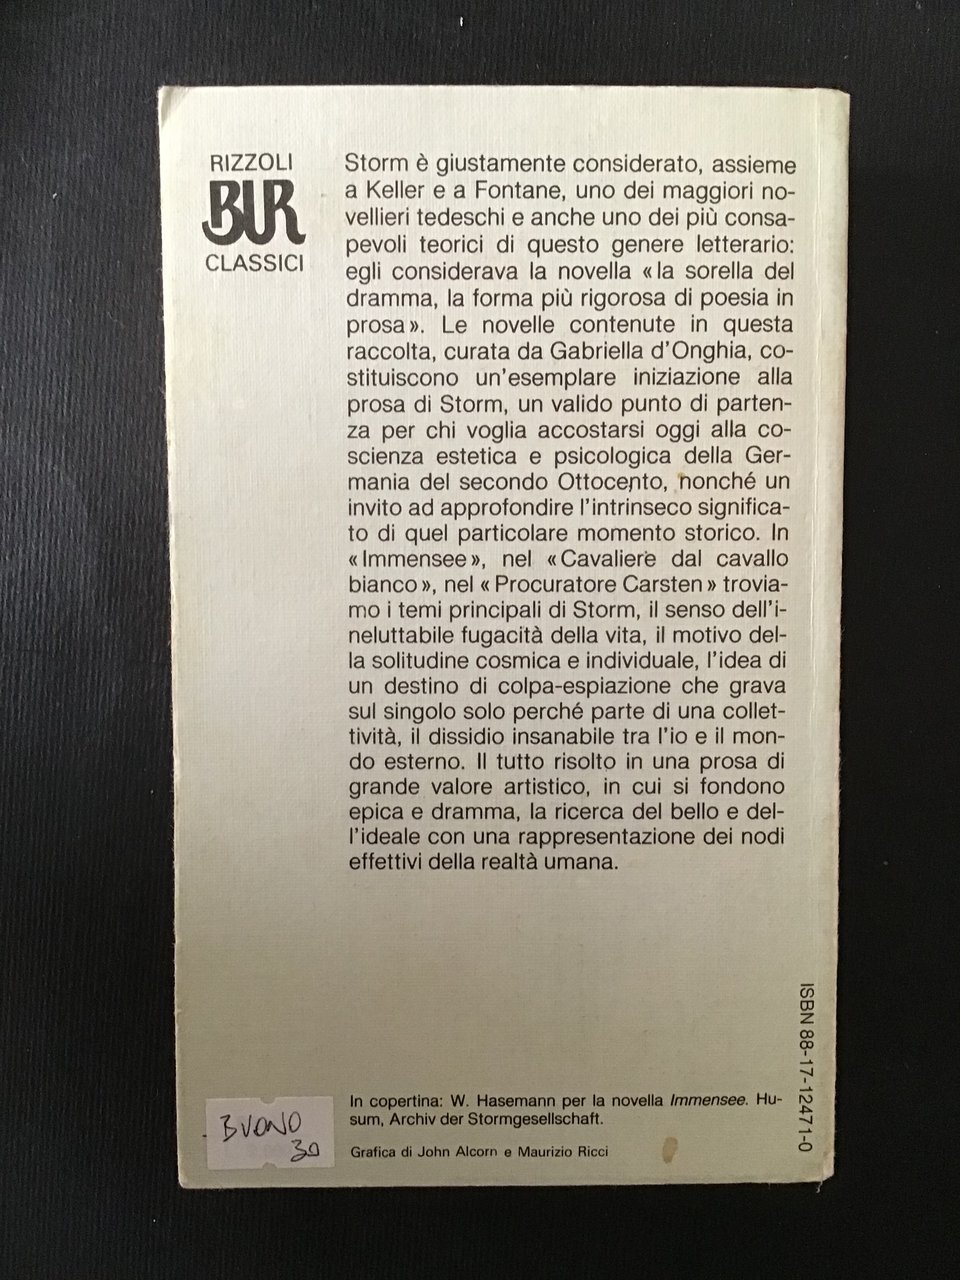 RIZZOLI
BUR
CLASSICI
Storm è giustamente considerato, assieme
a Keller e a Fontane, uno dei maggiori no-
vellieri tedeschi e anche uno dei più consa-
pevoli teorici di questo genere letterario:
egli considerava la novella «la sorella del
dramma, la forma più rigorosa di poesia in
prosa». Le novelle contenute in questa
raccolta, curata da Gabriella d'Onghia, co-
stituiscono un'esemplare iniziazione alla
prosa di Storm, un valido punto di parten-
za per chi voglia accostarsi oggi alla co-
scienza estetica e psicologica della Ger-
mania del secondo Ottocento, nonché un
invito ad approfondire l'intrinseco significa-
to di quel particolare momento storico. In
«Immensee», nel «Cavaliere dal cavallo
bianco», nel «Procuratore Carsten» trovia-
mo i temi principali di Storm, il senso dell'i-
neluttabile fugacità della vita, il motivo del-
la solitudine cosmica e individuale, l'idea di
un destino di colpa-espiazione che grava
sul singolo solo perché parte di una collet-
tività, il dissidio insanabile tra l'io e il mon-
do esterno. Il tutto risolto in una prosa di
grande valore artistico, in cui si fondono
epica e dramma, la ricerca del bello e del-
l'ideale con una rappresentazione dei nodi
effettivi della realtà umana.
In copertina: W. Hasemann per la novella Immensee. Hu-
sum, Archiv der Stormgesellschaft.
Grafica di John Alcorn e Maurizio Ricci
ISBN 88-17-12471-0
BUONO
30